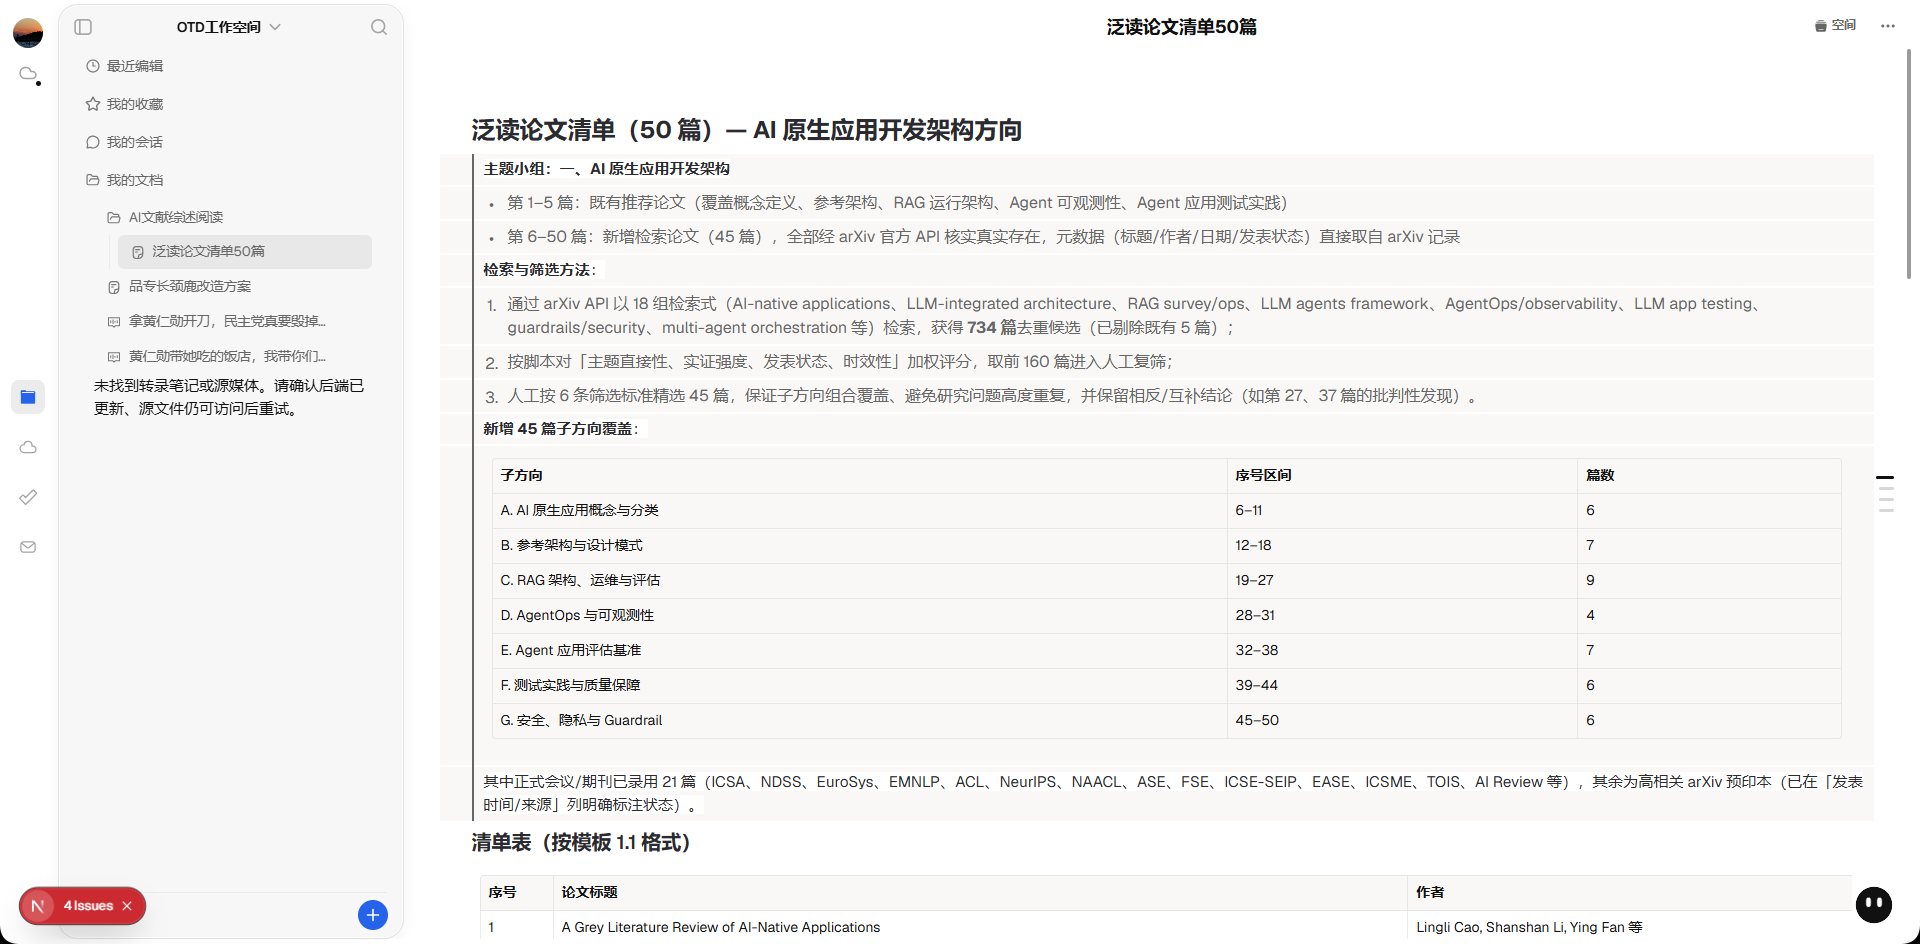 OTD工作空间
最近编辑
我的收藏
我的会话
我的文档
AI文献综述阅读
泛读论文清单50篇
品专长颈鹿改造方案
拿黄仁勋开刀，民主党真要毁掉...
黄仁勋带她吃的饭店，我带你们...
未找到转录笔记或源媒体。请确认后端已
更新、源文件仍可访问后重试。
N 4 Issues ×
泛读论文清单50篇
空间
泛读论文清单（50 篇）— AI 原生应用开发架构方向
主题小组：一、AI 原生应用开发架构
• 第 1–5 篇：既有推荐论文（覆盖概念定义、参考架构、RAG 运行架构、Agent 可观测性、Agent 应用测试实践）
• 第 6–50 篇：新增检索论文（45 篇），全部经 arXiv 官方 API 核实真实存在，元数据（标题/作者/日期/发表状态）直接取自 arXiv 记录
检索与筛选方法：
1. 通过 arXiv API 以 18 组检索式（AI-native applications、LLM-integrated architecture、RAG survey/ops、LLM agents framework、AgentOps/observability、LLM app testing、
guardrails/security、multi-agent orchestration 等）检索，获得 734 篇去重候选（已剔除既有 5 篇）；
2. 按脚本对「主题直接性、实证强度、发表状态、时效性」加权评分，取前 160 篇进入人工复筛；
3. 人工按 6 条筛选标准精选 45 篇，保证子方向组合覆盖、避免研究问题高度重复，并保留相反/互补结论（如第 27、37 篇的批判性发现）。
新增 45 篇子方向覆盖：
子方向 序号区间 篇数
A. AI 原生应用概念与分类 6–11 6
B. 参考架构与设计模式 12–18 7
C. RAG 架构、运维与评估 19–27 9
D. AgentOps 与可观测性 28–31 4
E. Agent 应用评估基准 32–38 7
F. 测试实践与质量保障 39–44 6
G. 安全、隐私与 Guardrail 45–50 6
其中正式会议/期刊已录用 21 篇（ICSA、NDSS、EuroSys、EMNLP、ACL、NeurIPS、NAACL、ASE、FSE、ICSE-SEIP、EASE、ICSME、TOIS、AI Review 等），其余为高相关 arXiv 预印本（已在「发表
时间/来源」列明确标注状态）。
清单表（按模板 1.1 格式）
序号 论文标题 作者
1 A Grey Literature Review of AI-Native Applications Lingli Cao, Shanshan Li, Ying Fan 等